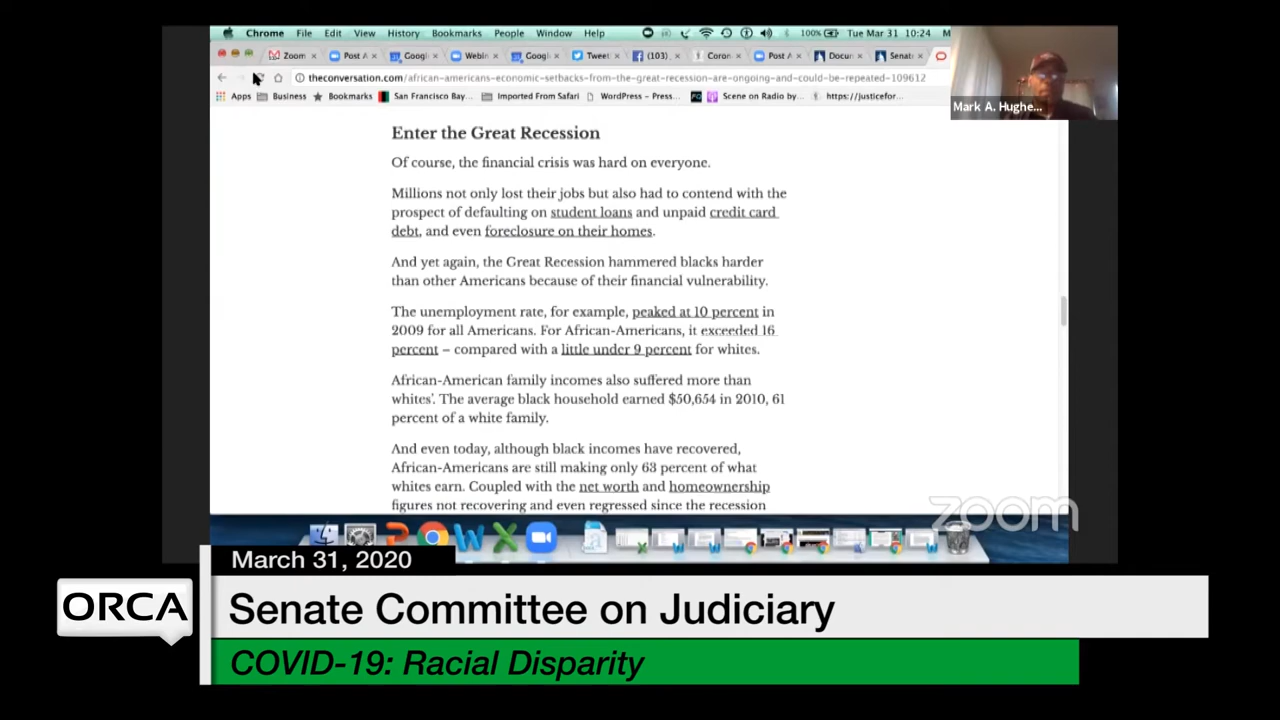 Chrome File Edit View History Bookmarks People Window Help 100% Tue Mar 31 10:24 M
Zoom Post A Googl Webin Googl Tweet (103) Coron Post A Docun Senat
theconversation.com/african-americans-economic-setbacks-from-the-great-recession-are-ongoing-and-could-be-repeated-109612
Apps Business Bookmarks San Francisco Bay... Imported From Safari WordPress – Press... Scene on Radio by... https://justicefor...
Mark A. Hughe...
Enter the Great Recession
Of course, the financial crisis was hard on everyone.
Millions not only lost their jobs but also had to contend with the
prospect of defaulting on student loans and unpaid credit card
debt, and even foreclosure on their homes.
And yet again, the Great Recession hammered blacks harder
than other Americans because of their financial vulnerability.
The unemployment rate, for example, peaked at 10 percent in
2009 for all Americans. For African-Americans, it exceeded 16
percent – compared with a little under 9 percent for whites.
African-American family incomes also suffered more than
whites'. The average black household earned $50,654 in 2010, 61
percent of a white family.
And even today, although black incomes have recovered,
African-Americans are still making only 63 percent of what
whites earn. Coupled with the net worth and homeownership
figures not recovering and even regressed since the recession
zoom
March 31, 2020
ORCA
Senate Committee on Judiciary
COVID-19: Racial Disparity